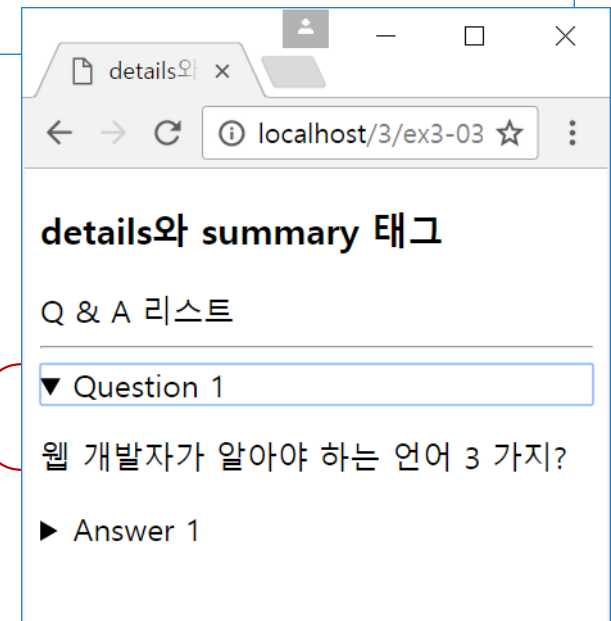 details와
localhost/3/ex3-03
details와 summary 태그
Q & A 리스트
Question 1
웹 개발자가 알아야 하는 언어 3 가지?
Answer 1